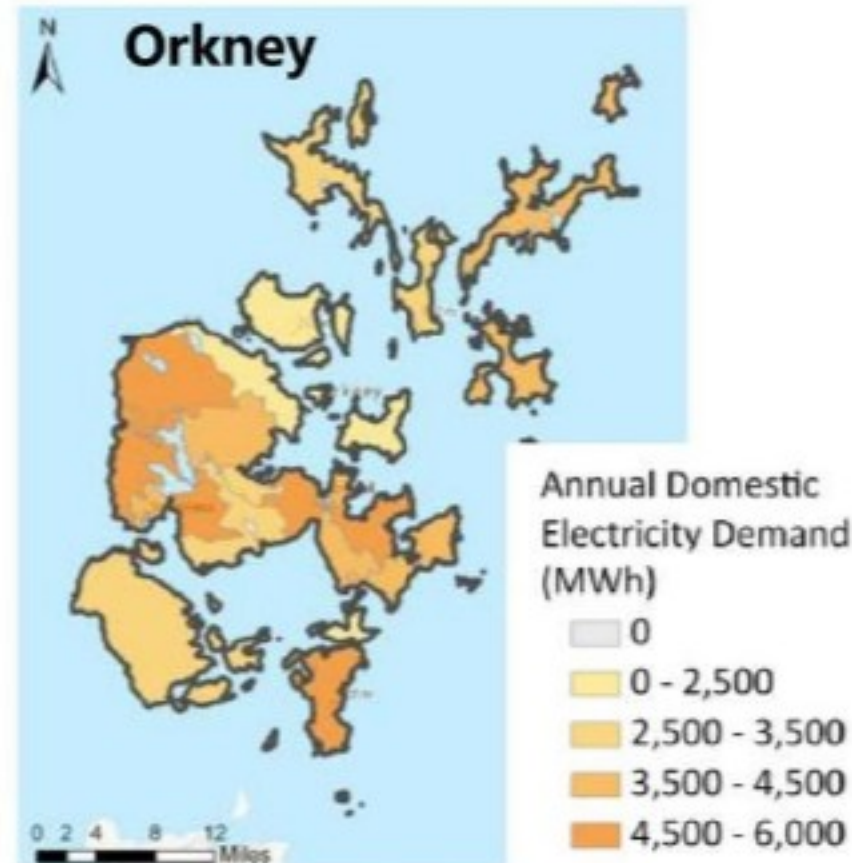 N
Orkney
Annual Domestic
Electricity Demand
(MWh)
0
0 - 2,500
2,500 - 3,500
3,500 - 4,500
4,500 - 6,000
0 2 4 8 12
Miles